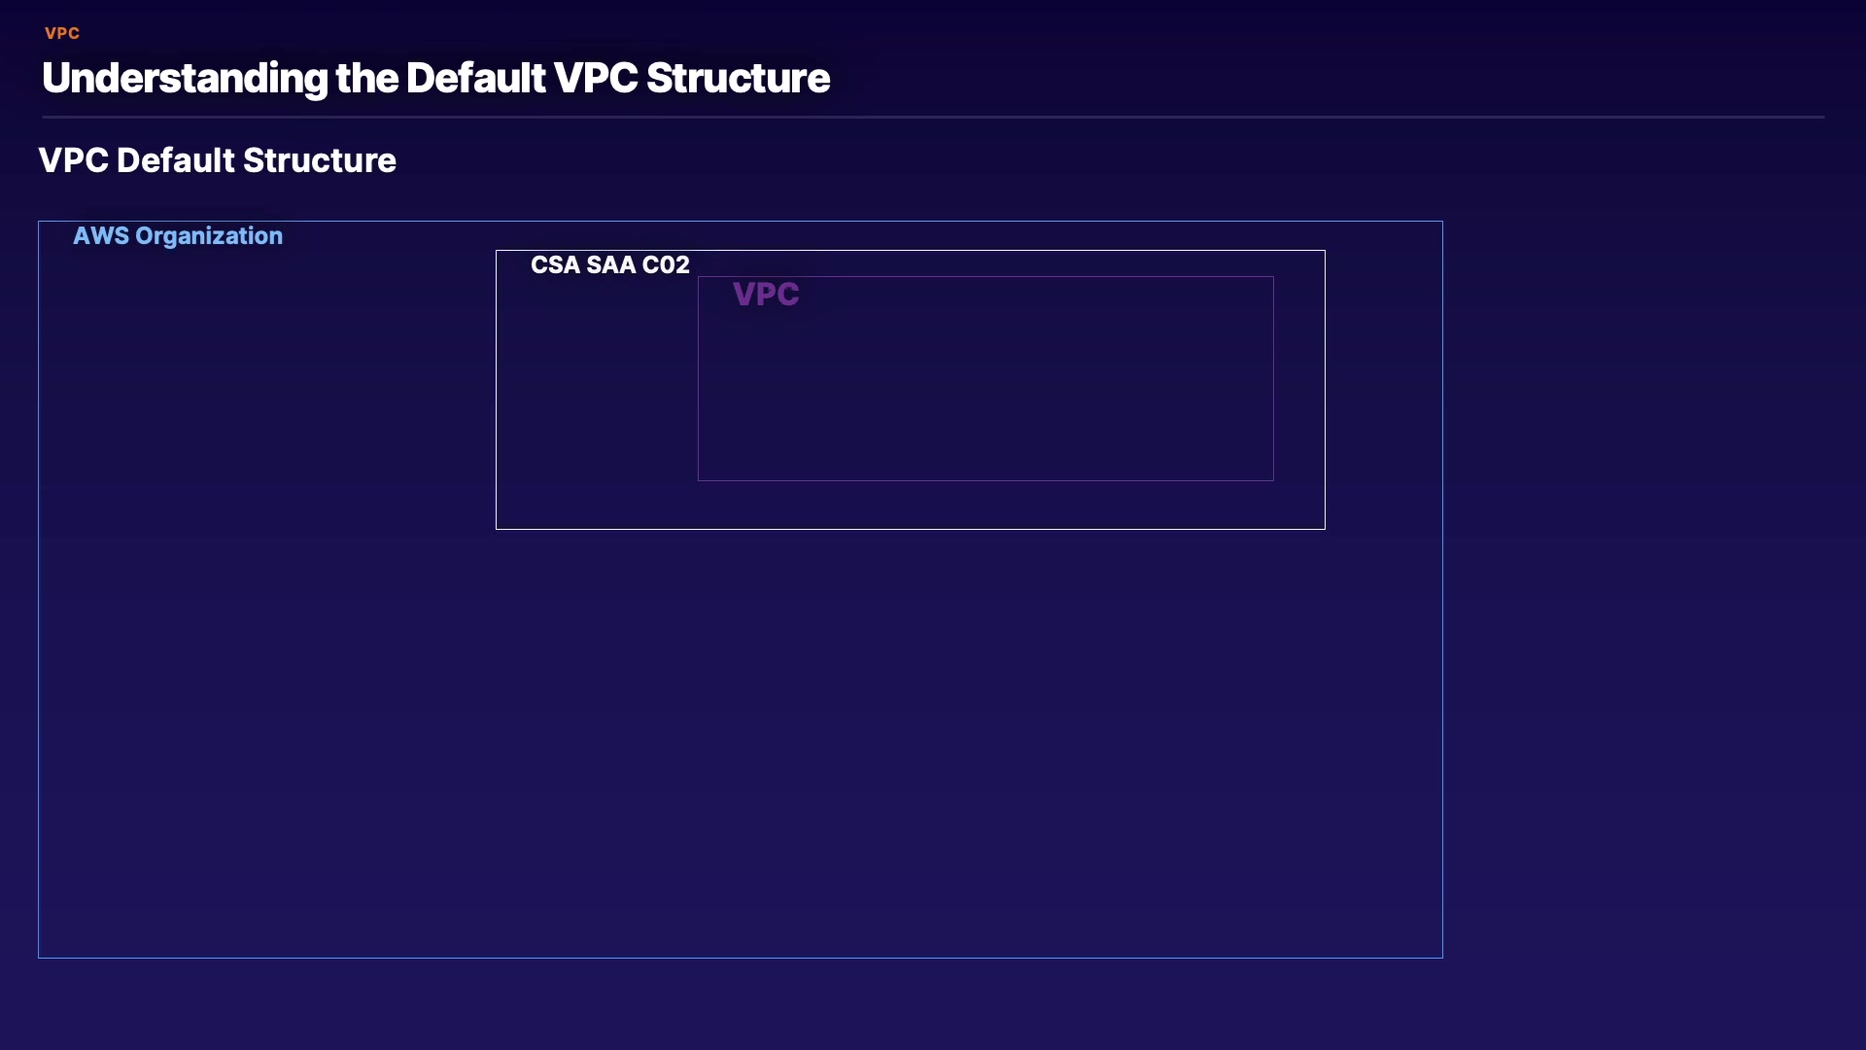 VPC
Understanding the Default VPC Structure
VPC Default Structure
AWS Organization
CSA SAA C02
VPC